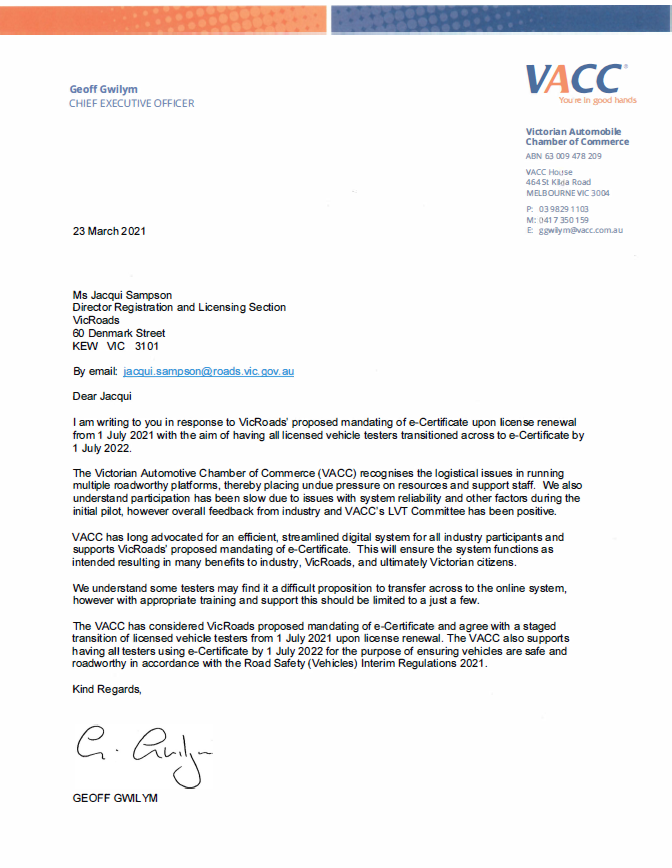 Geoff Gwilym
CHIEF EXECUTIVE OFFICER
VACC
You're in good hands
Victorian Automobile
Chamber of Commerce
ABN 63 009 478 209
VACC House
464 St Kilda Road
MELBOURNE VIC 3004
P: 03 9829 1103
M: 0417 350 159
E: ggwilym@vacc.com.au
23 March 2021
Ms Jacqui Sampson
Director Registration and Licensing Section
VicRoads
60 Denmark Street
KEW VIC 3101
By email: jacqui.sampson@roads.vic.gov.au
Dear Jacqui
I am writing to you in response to VicRoads' proposed mandating of e-Certificate upon license renewal
from 1 July 2021 with the aim of having all licensed vehicle testers transitioned across to e-Certificate by
1 July 2022.
The Victorian Automotive Chamber of Commerce (VACC) recognises the logistical issues in running
multiple roadworthy platforms, thereby placing undue pressure on resources and support staff. We also
understand participation has been slow due to issues with system reliability and other factors during the
initial pilot, however overall feedback from industry and VACC's LVT Committee has been positive.
VACC has long advocated for an efficient, streamlined digital system for all industry participants and
supports VicRoads' proposed mandating of e-Certificate. This will ensure the system functions as
intended resulting in many benefits to industry, VicRoads, and ultimately Victorian citizens.
We understand some testers may find it a difficult proposition to transfer across to the online system,
however with appropriate training and support this should be limited to a just a few.
The VACC has considered VicRoads proposed mandating of e-Certificate and agree with a staged
transition of licensed vehicle testers from 1 July 2021 upon license renewal. The VACC also supports
having all testers using e-Certificate by 1 July 2022 for the purpose of ensuring vehicles are safe and
roadworthy in accordance with the Road Safety (Vehicles) Interim Regulations 2021.
Kind Regards,
G. Gwilym
GEOFF GWILYM